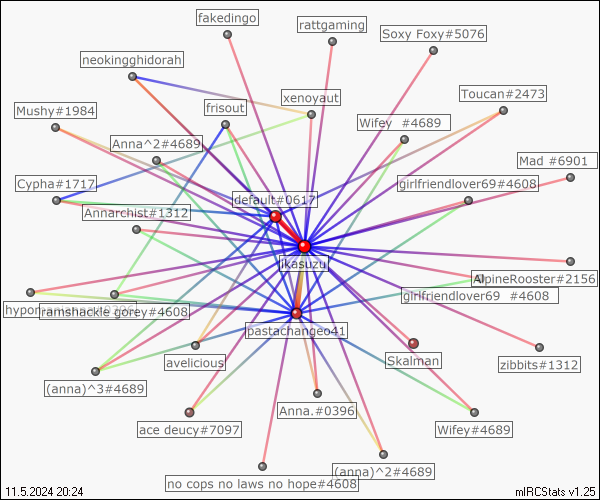 fakedingo
rattgaming
Soxy Foxy#5076
neokingghidorah
Toucan#2473
xenoyaut
Mushy#1984
frisout
Wifey #4689
Anna^2#4689
Mad #6901
Cypha#1717
girlfriendlover69#4608
default#0617
Annarchist#1312
ikasuzu
AlpineRooster#2156
girlfriendlover69 #4608
ramshackle gorey#4608
pastachangeo41
avelicious
Skalman
zibbits#1312
(anna)^3#4689
Anna.#0396
ace deucy#7097
Wifey#4689
(anna)^2#4689
no cops no laws no hope#4608
11.5.2024 20:24
mIRCStats v1.25